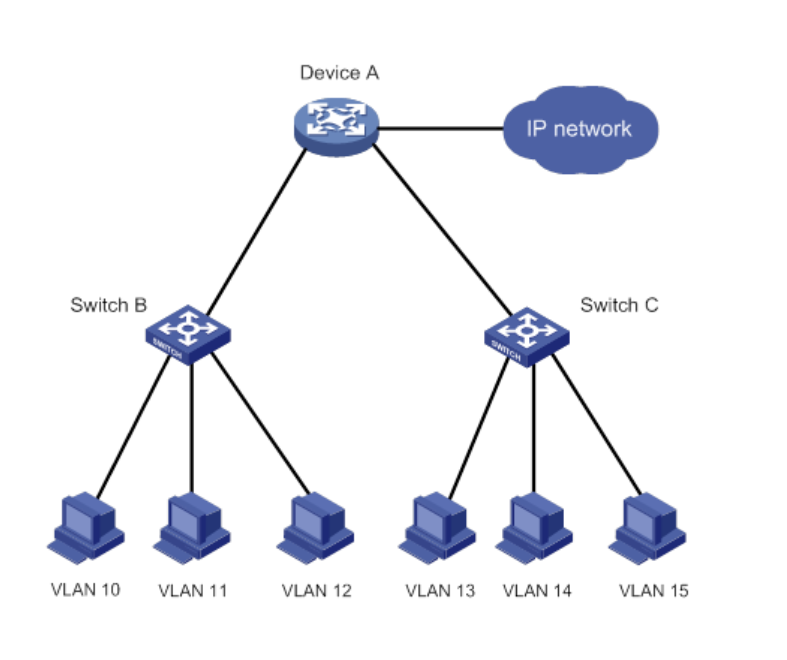 Device A
IP network
Switch B
Switch C
SWITCH
SWITCH
VLAN 10
VLAN 11
VLAN 12
VLAN 13
VLAN 14
VLAN 15